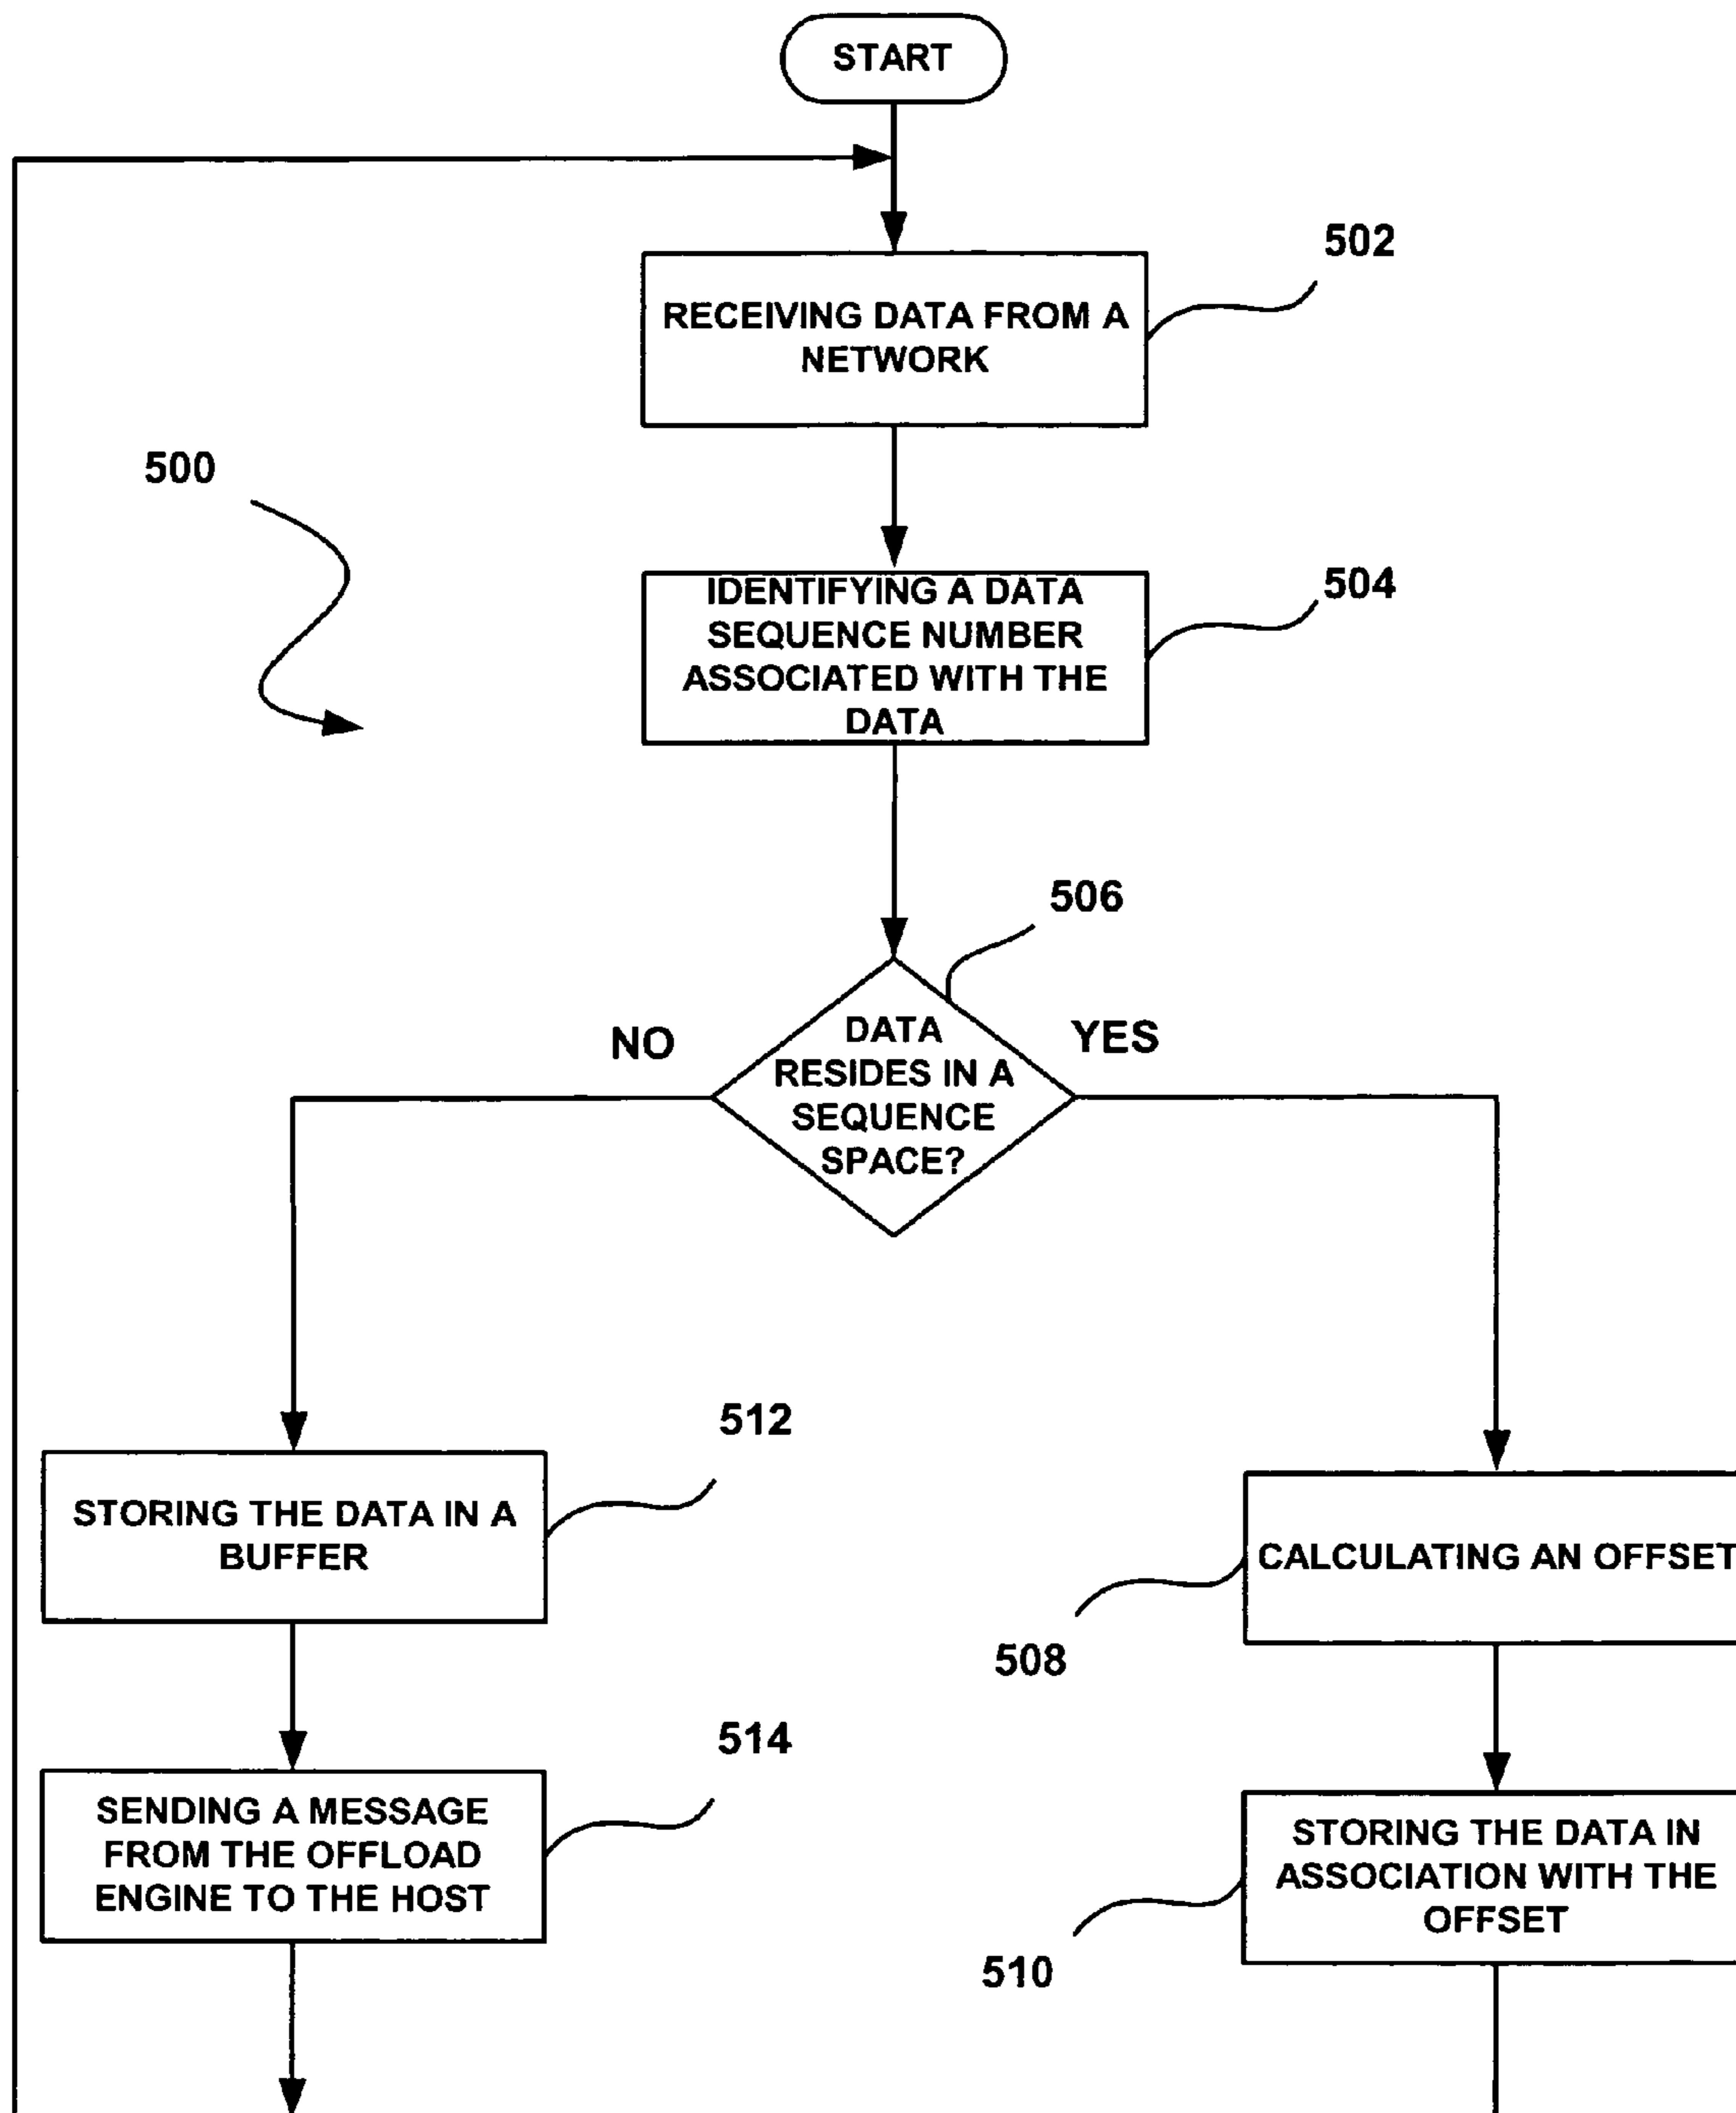 START
502
RECEIVING DATA FROM A
NETWORK
500
504
IDENTIFYING A DATA
SEQUENCE NUMBER
ASSOCIATED WITH THE
DATA
506
NO
YES
DATA
RESIDES IN A
SEQUENCE
SPACE?
512
STORING THE DATA IN A
BUFFER
CALCULATING AN OFFSET
508
514
SENDING A MESSAGE
FROM THE OFFLOAD
ENGINE TO THE HOST
STORING THE DATA IN
ASSOCIATION WITH THE
OFFSET
510